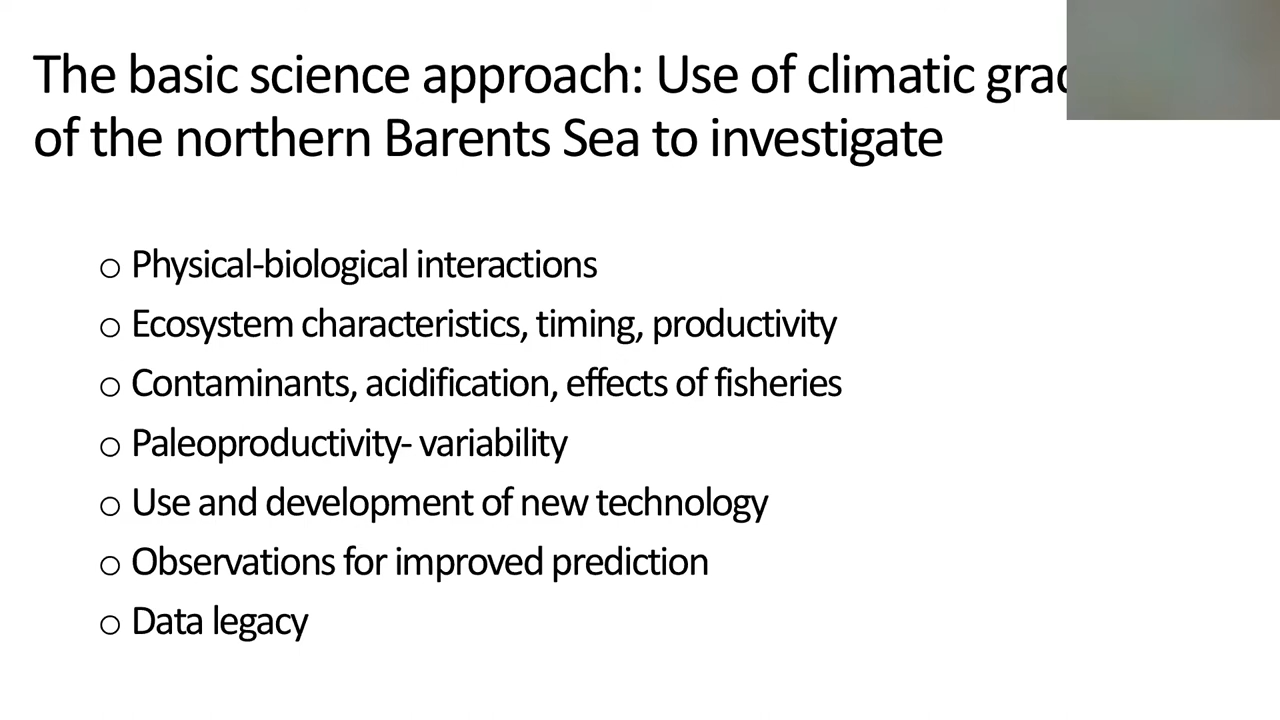 The basic science approach: Use of climatic
of the northern Barents Sea to investigate
o Physical-biological interactions
o Ecosystem characteristics, timing, productivity
o Contaminants, acidification, effects of fisheries
o Paleoproductivity- variability
o Use and development of new technology
o Observations for improved prediction
o Data legacy